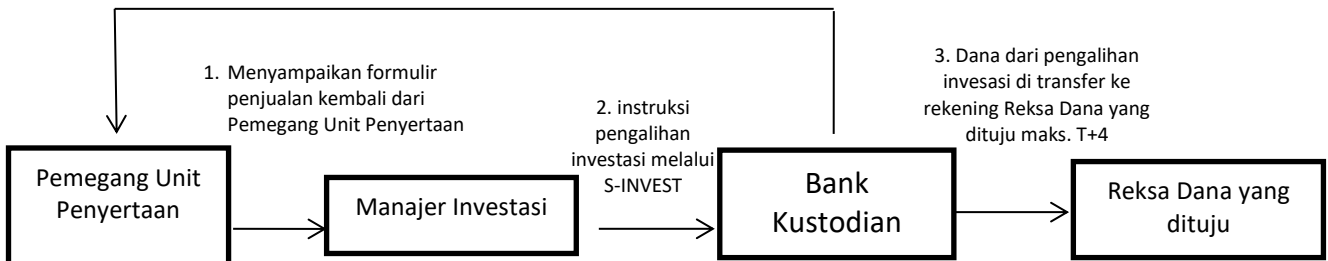 1. Menyampaikan formulir
penjualan kembali dari
Pemegang Unit Penyertaan
2. instruksi
pengalihan
investasi melalui
S-INVEST
3. Dana dari pengalihan
invesasi di transfer ke
rekening Reksa Dana yang
dituju maks. T+4
Pemegang Unit
Penyertaan
Manajer Investasi
Bank
Kustodian
Reksa Dana yang
dituju